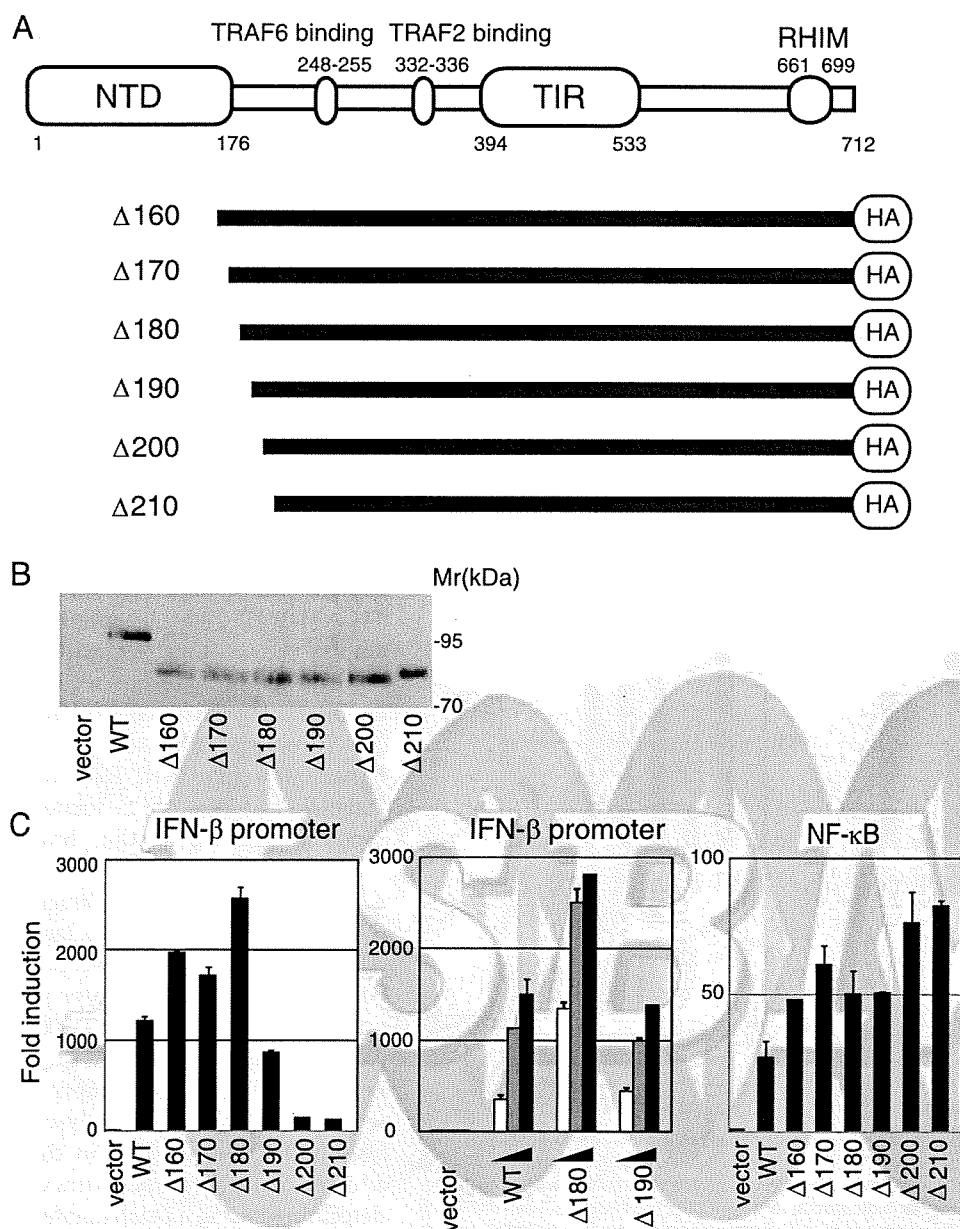 A
TRAF6 binding TRAF2 binding RHIM
248-255 332-336 661 699
NTD TIR
1 176 394 533 712
Δ160 HA
Δ170 HA
Δ180 HA
Δ190 HA
Δ200 HA
Δ210 HA
B
Mr(kDa)
-95
-70
vector WT Δ160 Δ170 Δ180 Δ190 Δ200 Δ210
C
IFN-β promoter
Fold induction
3000
2000
1000
0
vector WT Δ160 Δ170 Δ180 Δ190 Δ200 Δ210
IFN-β promoter
3000
2000
1000
0
vector WT Δ180 Δ190
NF-κB
100
50
vector WT Δ160 Δ170 Δ180 Δ190 Δ200 Δ210